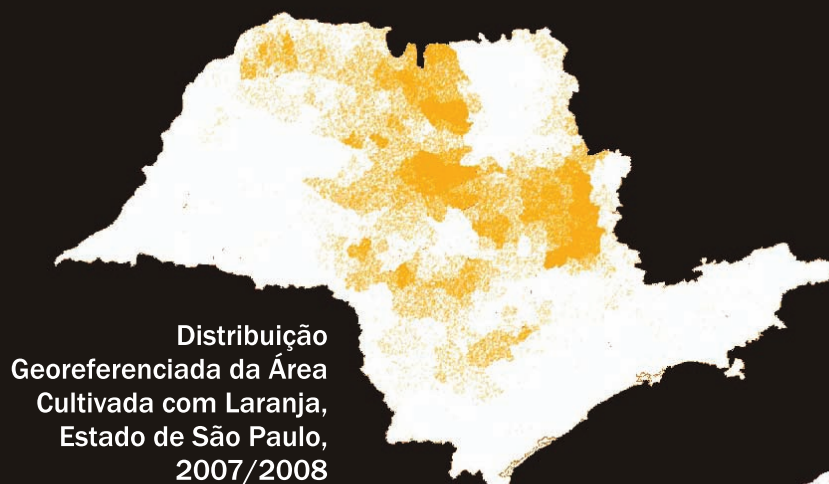 Distribuição
Georeferenciada da Área
Cultivada com Laranja,
Estado de São Paulo,
2007/2008